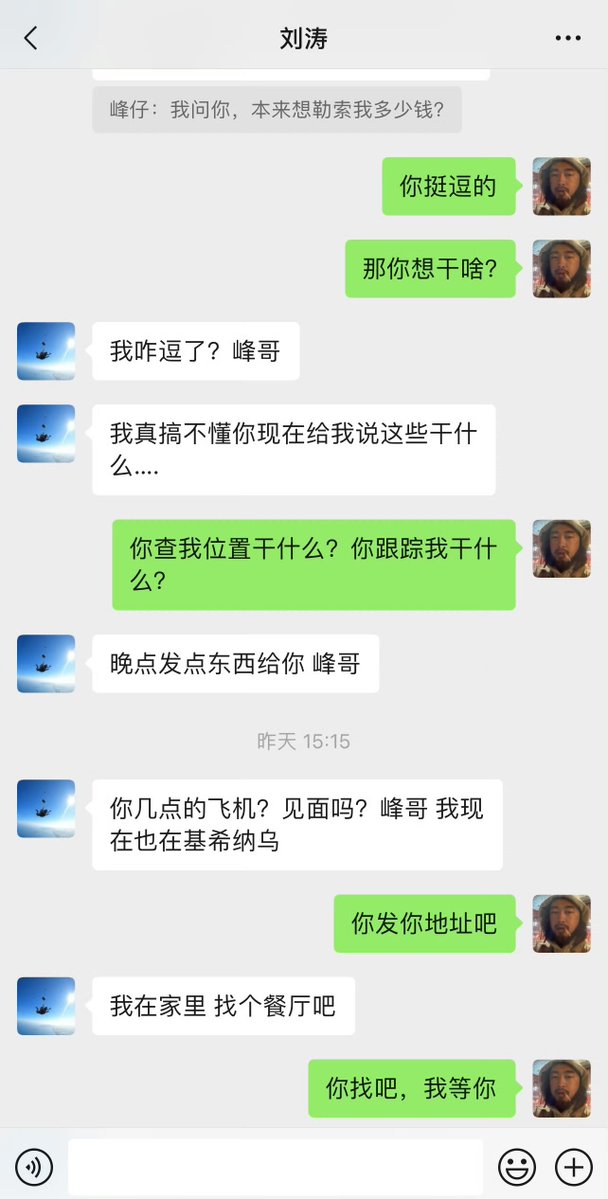 刘涛
峰仔：我问你，本来想勒索我多少钱？
你挺逗的
那你想干啥？
我咋逗了？峰哥
我真搞不懂你现在给我说这些干什
么....
你查我位置干什么？你跟踪我干什
么？
晚点发点东西给你 峰哥
昨天 15:15
你几点的飞机？见面吗？峰哥 我现
在也在基希纳乌
你发你地址吧
我在家里 找个餐厅吧
你找吧，我等你